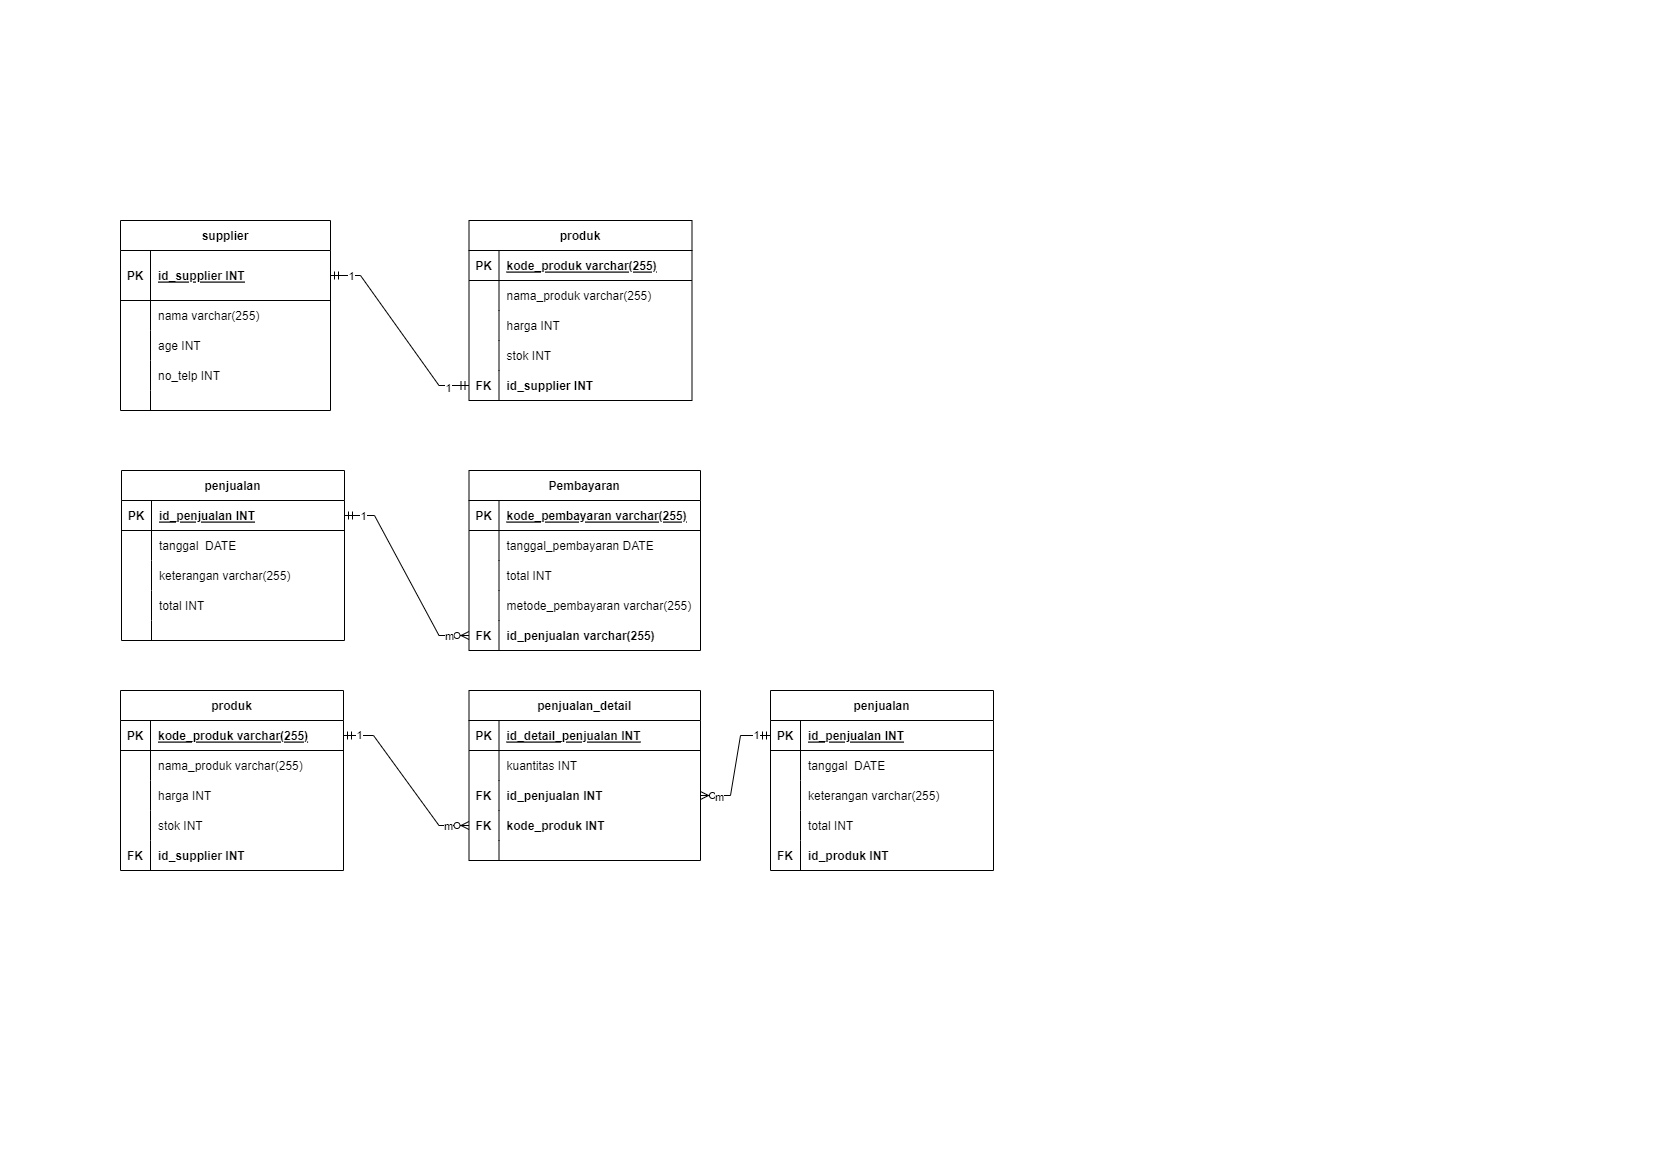 supplier
PK id_supplier INT
nama varchar(255)
age INT
no_telp INT
1
1
produk
PK kode_produk varchar(255)
nama_produk varchar(255)
harga INT
stok INT
FK id_supplier INT
penjualan
PK id_penjualan INT
tanggal DATE
keterangan varchar(255)
total INT
1
m
Pembayaran
PK kode_pembayaran varchar(255)
tanggal_pembayaran DATE
total INT
metode_pembayaran varchar(255)
FK id_penjualan varchar(255)
produk
PK kode_produk varchar(255)
nama_produk varchar(255)
harga INT
stok INT
FK id_supplier INT
1
m
penjualan_detail
PK id_detail_penjualan INT
kuantitas INT
FK id_penjualan INT
FK kode_produk INT
m
1
penjualan
PK id_penjualan INT
tanggal DATE
keterangan varchar(255)
total INT
FK id_produk INT